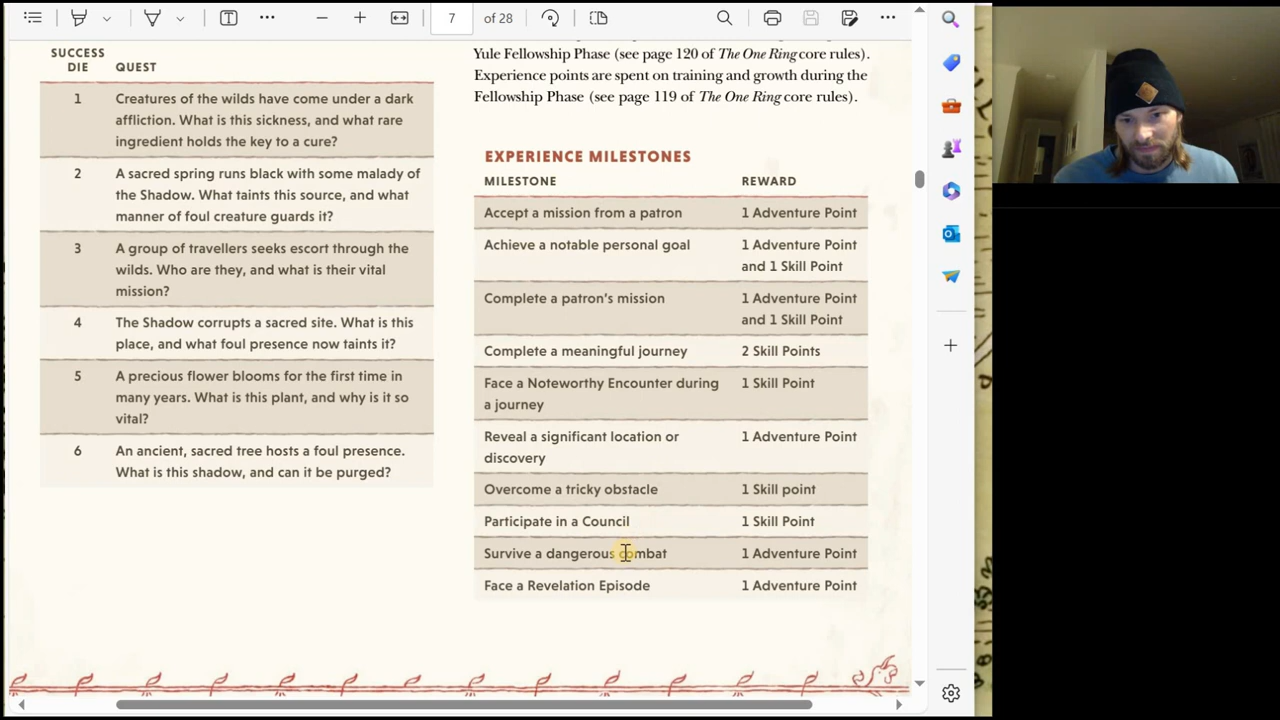 7
of 28
SUCCESS
DIE QUEST
1 Creatures of the wilds have come under a dark
affliction. What is this sickness, and what rare
ingredient holds the key to a cure?
2 A sacred spring runs black with some malady of
the Shadow. What taints this source, and what
manner of foul creature guards it?
3 A group of travellers seeks escort through the
wilds. Who are they, and what is their vital
mission?
4 The Shadow corrupts a sacred site. What is this
place, and what foul presence now taints it?
5 A precious flower blooms for the first time in
many years. What is this plant, and why is it so
vital?
6 An ancient, sacred tree hosts a foul presence.
What is this shadow, and can it be purged?
Yule Fellowship Phase (see page 120 of The One Ring core rules).
Experience points are spent on training and growth during the
Fellowship Phase (see page 119 of The One Ring core rules).
EXPERIENCE MILESTONES
MILESTONE REWARD
Accept a mission from a patron 1 Adventure Point
Achieve a notable personal goal 1 Adventure Point
and 1 Skill Point
Complete a patron's mission 1 Adventure Point
and 1 Skill Point
Complete a meaningful journey 2 Skill Points
Face a Noteworthy Encounter during 1 Skill Point
a journey
Reveal a significant location or 1 Adventure Point
discovery
Overcome a tricky obstacle 1 Skill point
Participate in a Council 1 Skill Point
Survive a dangerous combat 1 Adventure Point
Face a Revelation Episode 1 Adventure Point